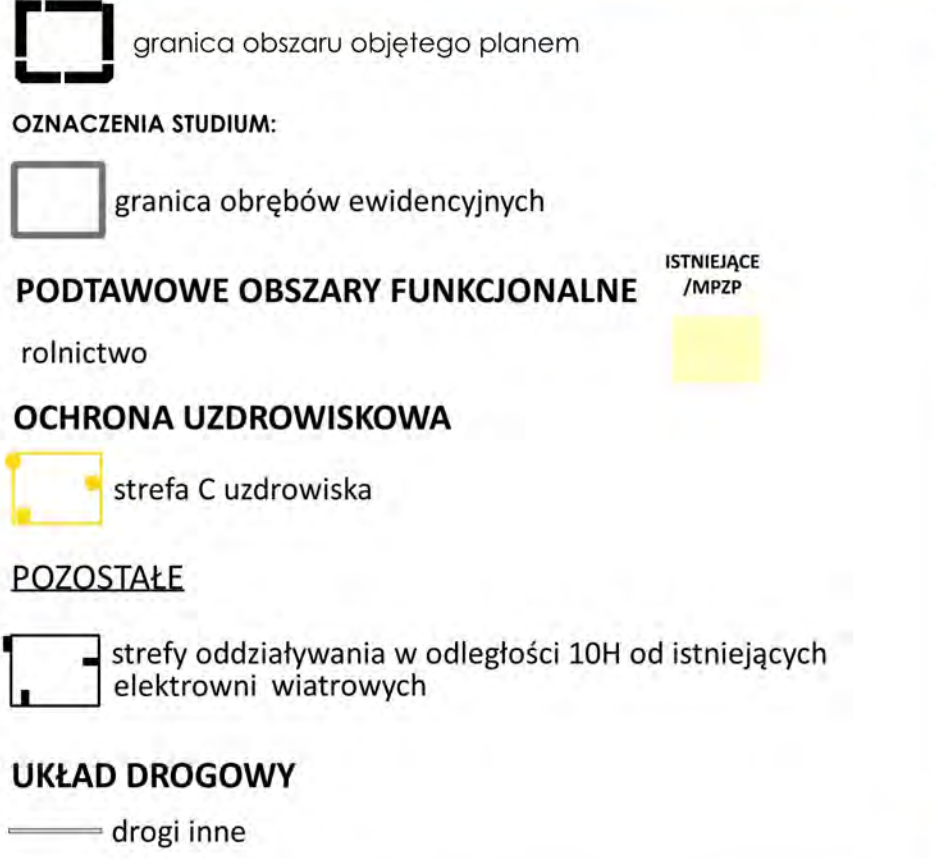 granica obszaru objętego planem
OZNACZENIA STUDIUM:
granica obrębów ewidencyjnych
PODTAWOWE OBSZARY FUNKCJONALNE
ISTNIEJĄCE
/MPZP
rolnictwo
OCHRONA UZDROWISKOWA
strefa C uzdrowiska
POZOSTAŁE
strefy oddziaływania w odległości 10H od istniejących
elektrowni wiatrowych
UKŁAD DROGOWY
drogi inne